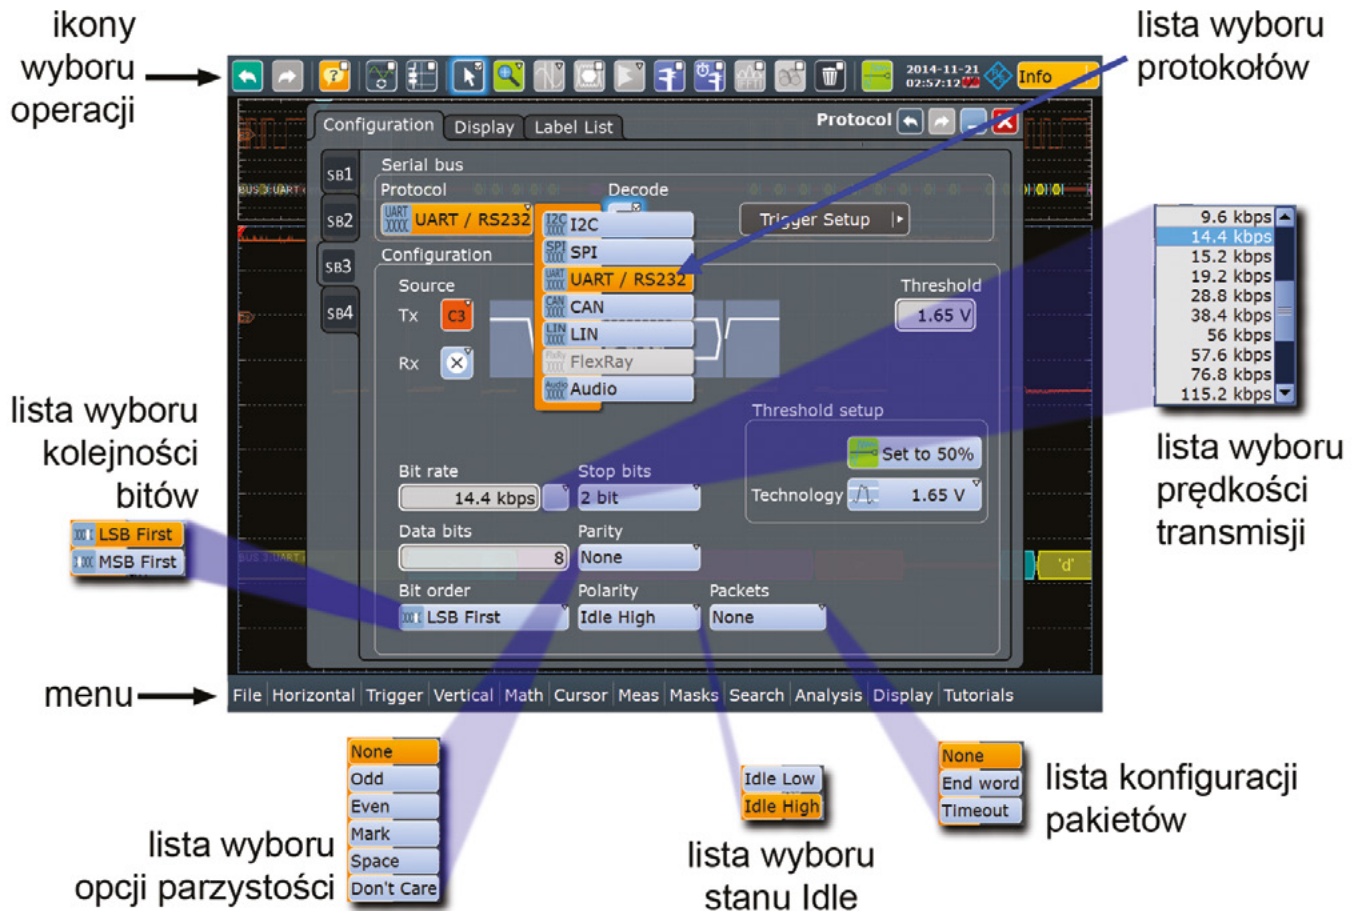 ikony
wyboru
operacji
lista wyboru
protokołów
2014-11-21
02:57:12
Info
Configuration
Display
Label List
Protocol
SB1
SB2
SB3
SB4
Serial bus
Protocol
Decode
UART / RS232
Trigger Setup
I2C
SPI
UART / RS232
CAN
LIN
FlexRay
Audio
Configuration
Source
Tx
C3
Rx
Threshold
1.65 V
Threshold setup
Set to 50%
Technology
1.65 V
Bit rate
14.4 kbps
Stop bits
2 bit
Data bits
8
Parity
None
Bit order
LSB First
Polarity
Idle High
Packets
None
'd'
9.6 kbps
14.4 kbps
15.2 kbps
19.2 kbps
28.8 kbps
38.4 kbps
56 kbps
57.6 kbps
76.8 kbps
115.2 kbps
lista wyboru
prędkości
transmisji
lista wyboru
kolejności
bitów
LSB First
MSB First
menu
File Horizontal Trigger Vertical Math Cursor Meas Masks Search Analysis Display Tutorials
None
Odd
Even
Mark
Space
Don't Care
lista wyboru
opcji parzystości
Idle Low
Idle High
lista wyboru
stanu Idle
None
End word
Timeout
lista konfiguracji
pakietów